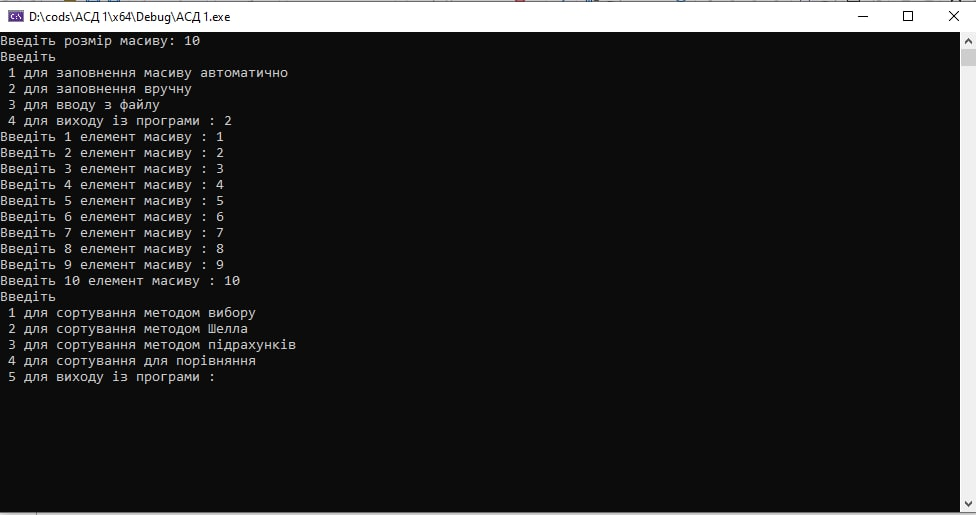 D:\cods\АСД 1\x64\Debug\АСД 1.exe
Введіть розмір масиву: 10
Введіть
1 для заповнення масиву автоматично
2 для заповнення вручну
3 для вводу з файлу
4 для виходу із програми : 2
Введіть 1 елемент масиву : 1
Введіть 2 елемент масиву : 2
Введіть 3 елемент масиву : 3
Введіть 4 елемент масиву : 4
Введіть 5 елемент масиву : 5
Введіть 6 елемент масиву : 6
Введіть 7 елемент масиву : 7
Введіть 8 елемент масиву : 8
Введіть 9 елемент масиву : 9
Введіть 10 елемент масиву : 10
Введіть
1 для сортування методом вибору
2 для сортування методом Шелла
3 для сортування методом підрахунків
4 для сортування для порівняння
5 для виходу із програми :